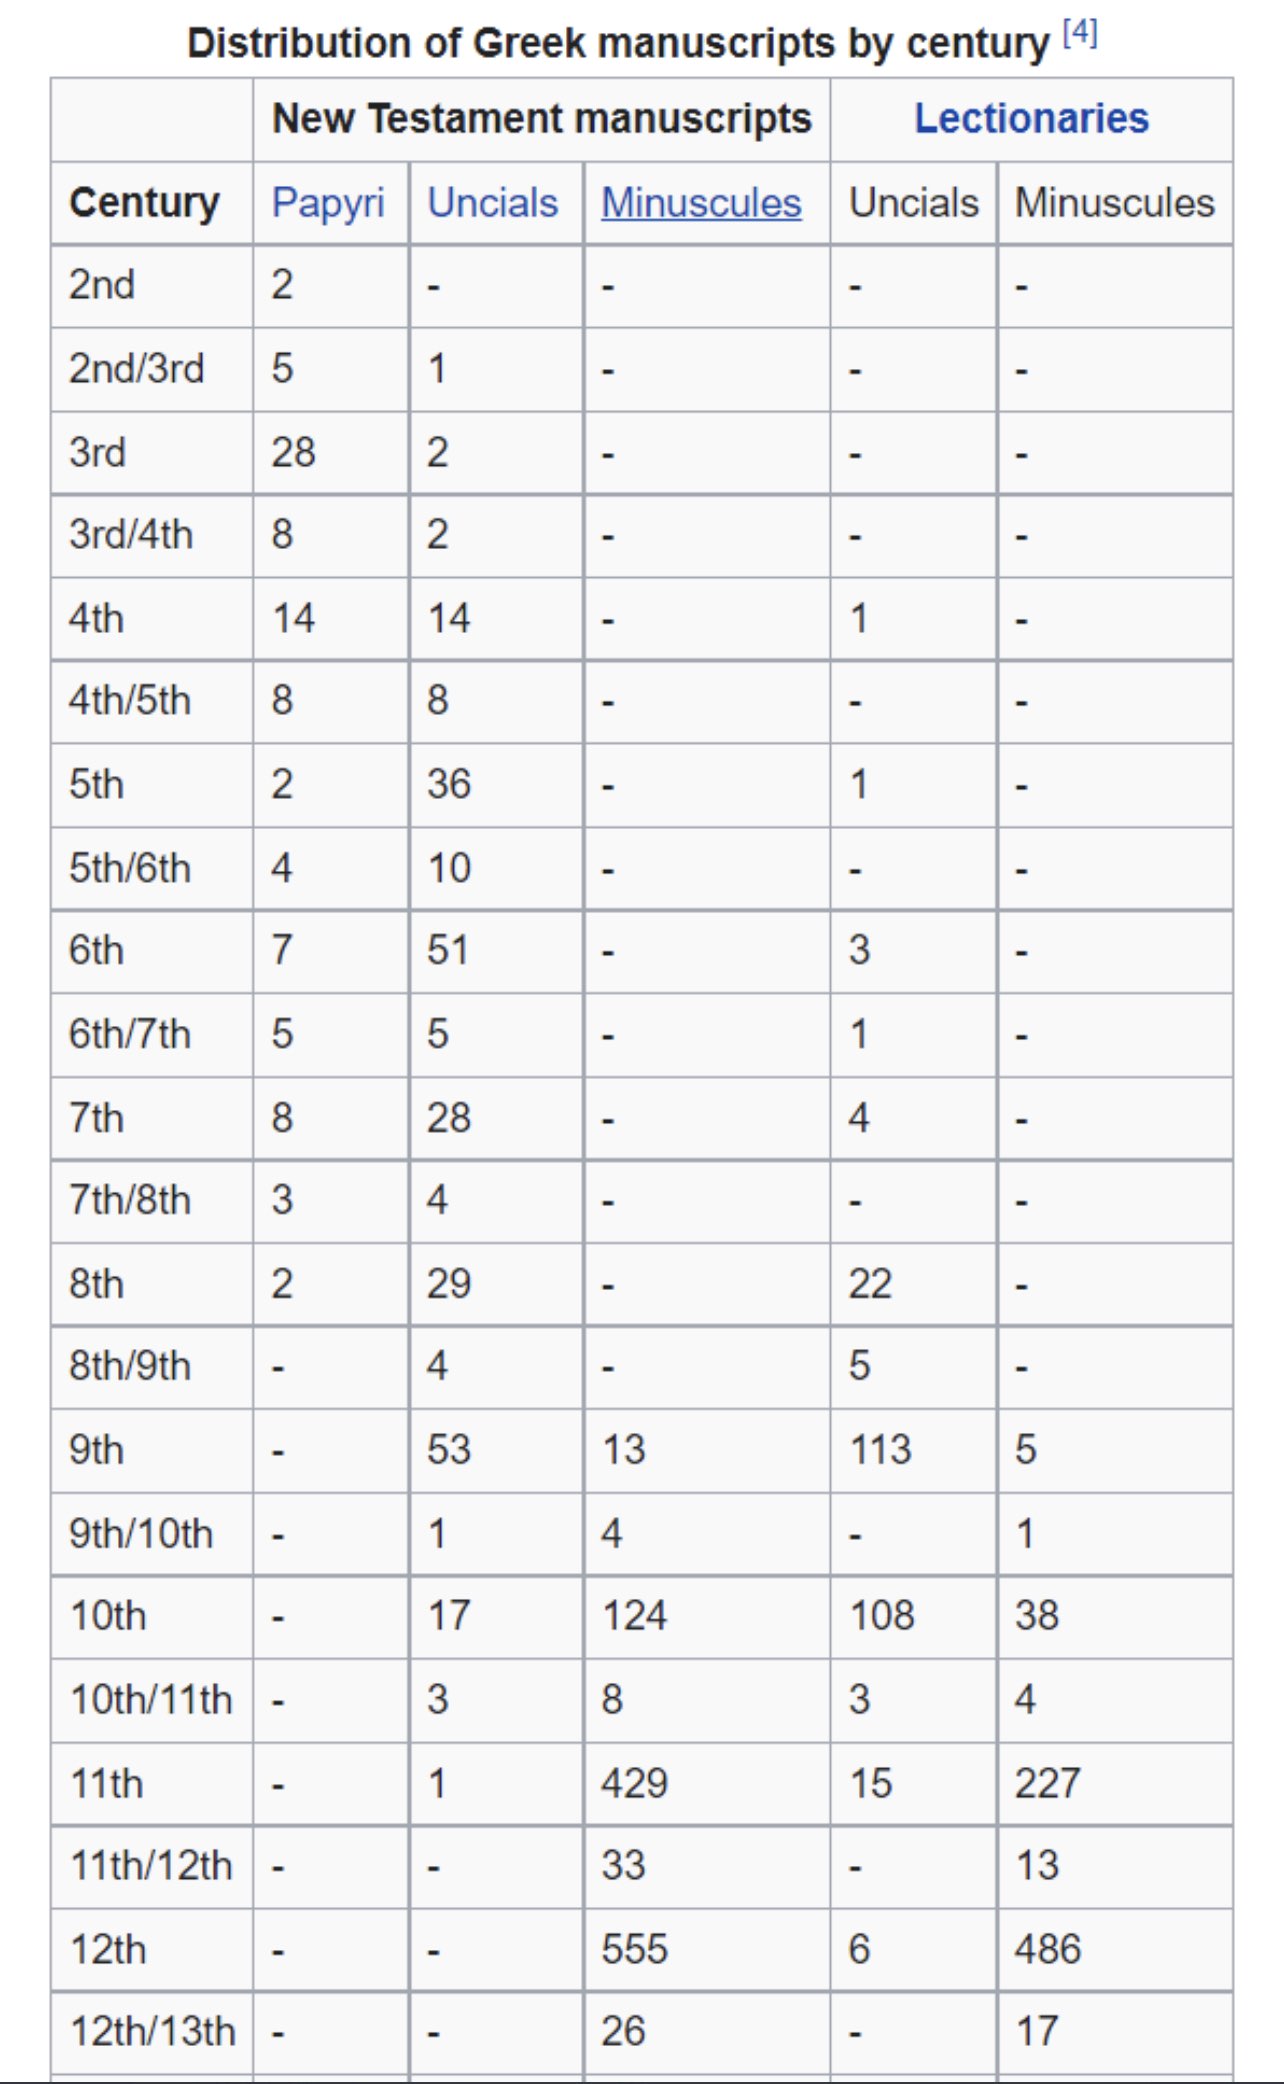 Distribution of Greek manuscripts by century [4]
New Testament manuscripts Lectionaries
Century Papyri Uncials Minuscules Uncials Minuscules
2nd 2 - - - -
2nd/3rd 5 1 - - -
3rd 28 2 - - -
3rd/4th 8 2 - - -
4th 14 14 - 1 -
4th/5th 8 8 - - -
5th 2 36 - 1 -
5th/6th 4 10 - - -
6th 7 51 - 3 -
6th/7th 5 5 - 1 -
7th 8 28 - 4 -
7th/8th 3 4 - - -
8th 2 29 - 22 -
8th/9th - 4 - 5 -
9th - 53 13 113 5
9th/10th - 1 4 - 1
10th - 17 124 108 38
10th/11th - 3 8 3 4
11th - 1 429 15 227
11th/12th - - 33 - 13
12th - - 555 6 486
12th/13th - - 26 - 17